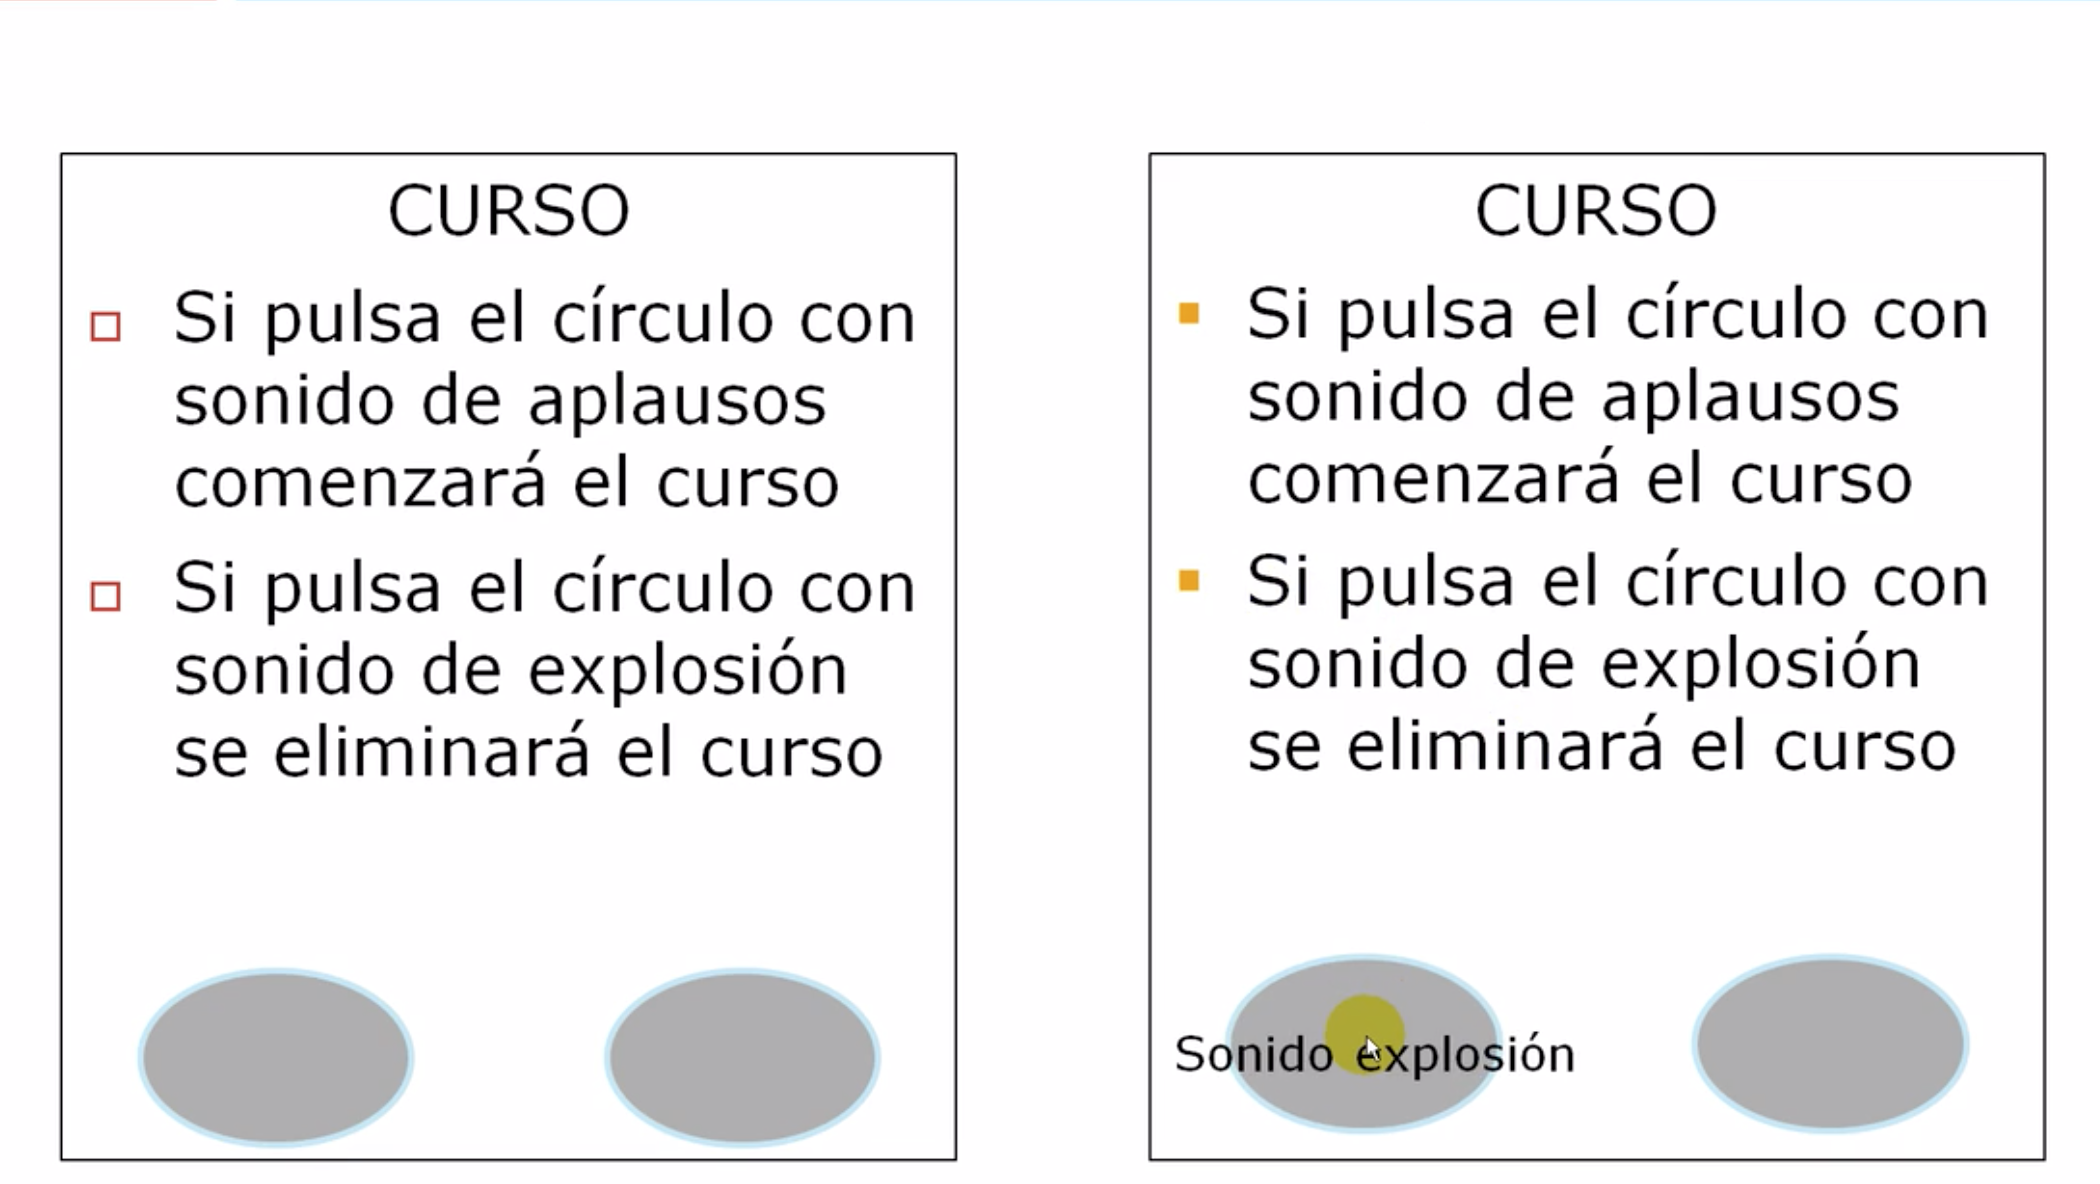 CURSO
Si pulsa el círculo con
sonido de aplausos
comenzará el curso
Si pulsa el círculo con
sonido de explosión
se eliminará el curso
CURSO
Si pulsa el círculo con
sonido de aplausos
comenzará el curso
Si pulsa el círculo con
sonido de explosión
se eliminará el curso
Sonido explosión